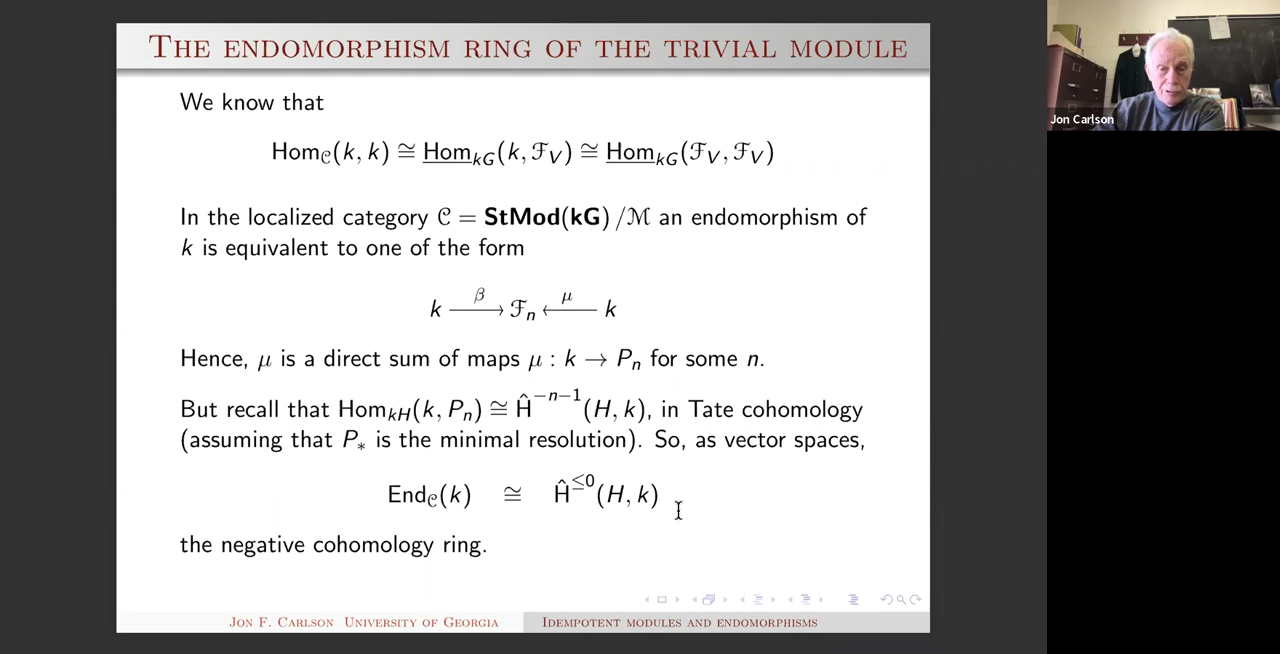 THE ENDOMORPHISM RING OF THE TRIVIAL MODULE
We know that
Hom_𝒞(k, k) ≅ <u>Hom</u>_kG(k, ℱ_V) ≅ <u>Hom</u>_kG(ℱ_V, ℱ_V)
In the localized category 𝒞 = StMod(kG) /ℳ an endomorphism of
k is equivalent to one of the form
k —β→ ℱ_n ←μ— k
Hence, μ is a direct sum of maps μ : k → P_n for some n.
But recall that Hom_kH(k, P_n) ≅ Ĥ^{−n−1}(H, k), in Tate cohomology
(assuming that P_* is the minimal resolution). So, as vector spaces,
End_𝒞(k) ≅ Ĥ^{≤0}(H, k)
the negative cohomology ring.
JON F. CARLSON UNIVERSITY OF GEORGIA
IDEMPOTENT MODULES AND ENDOMORPHISMS
Jon Carlson